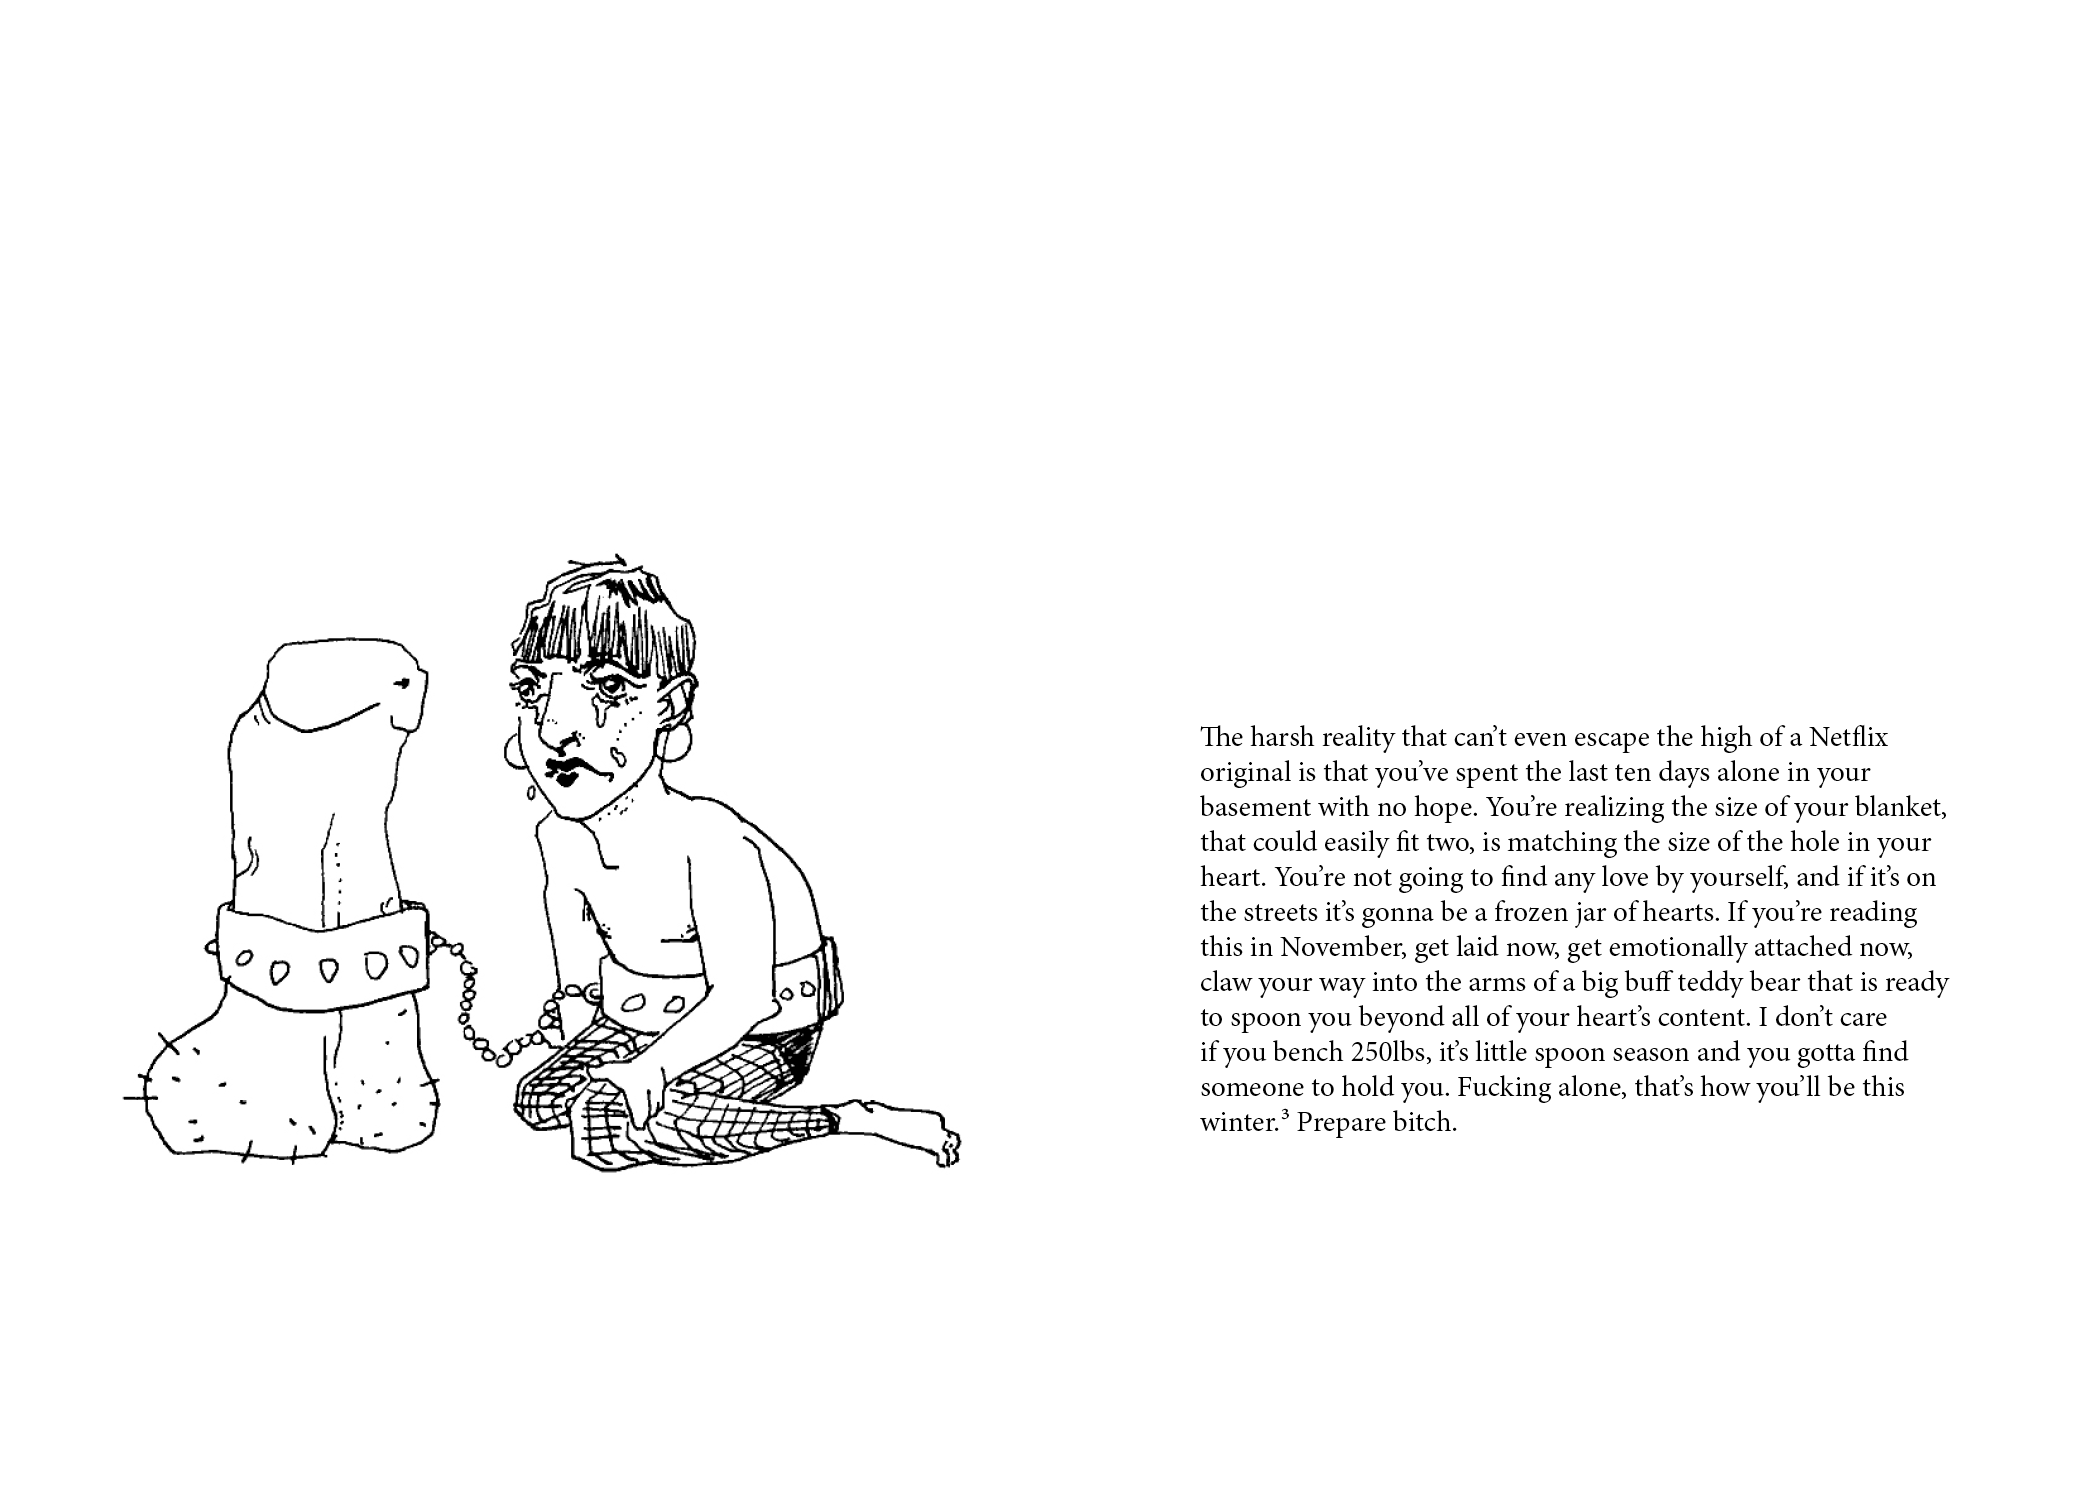 The harsh reality that can’t even escape the high of a Netflix
original is that you’ve spent the last ten days alone in your
basement with no hope. You’re realizing the size of your blanket,
that could easily fit two, is matching the size of the hole in your
heart. You’re not going to find any love by yourself, and if it’s on
the streets it’s gonna be a frozen jar of hearts. If you’re reading
this in November, get laid now, get emotionally attached now,
claw your way into the arms of a big buff teddy bear that is ready
to spoon you beyond all of your heart’s content. I don’t care
if you bench 250lbs, it’s little spoon season and you gotta find
someone to hold you. Fucking alone, that’s how you’ll be this
winter.³ Prepare bitch.